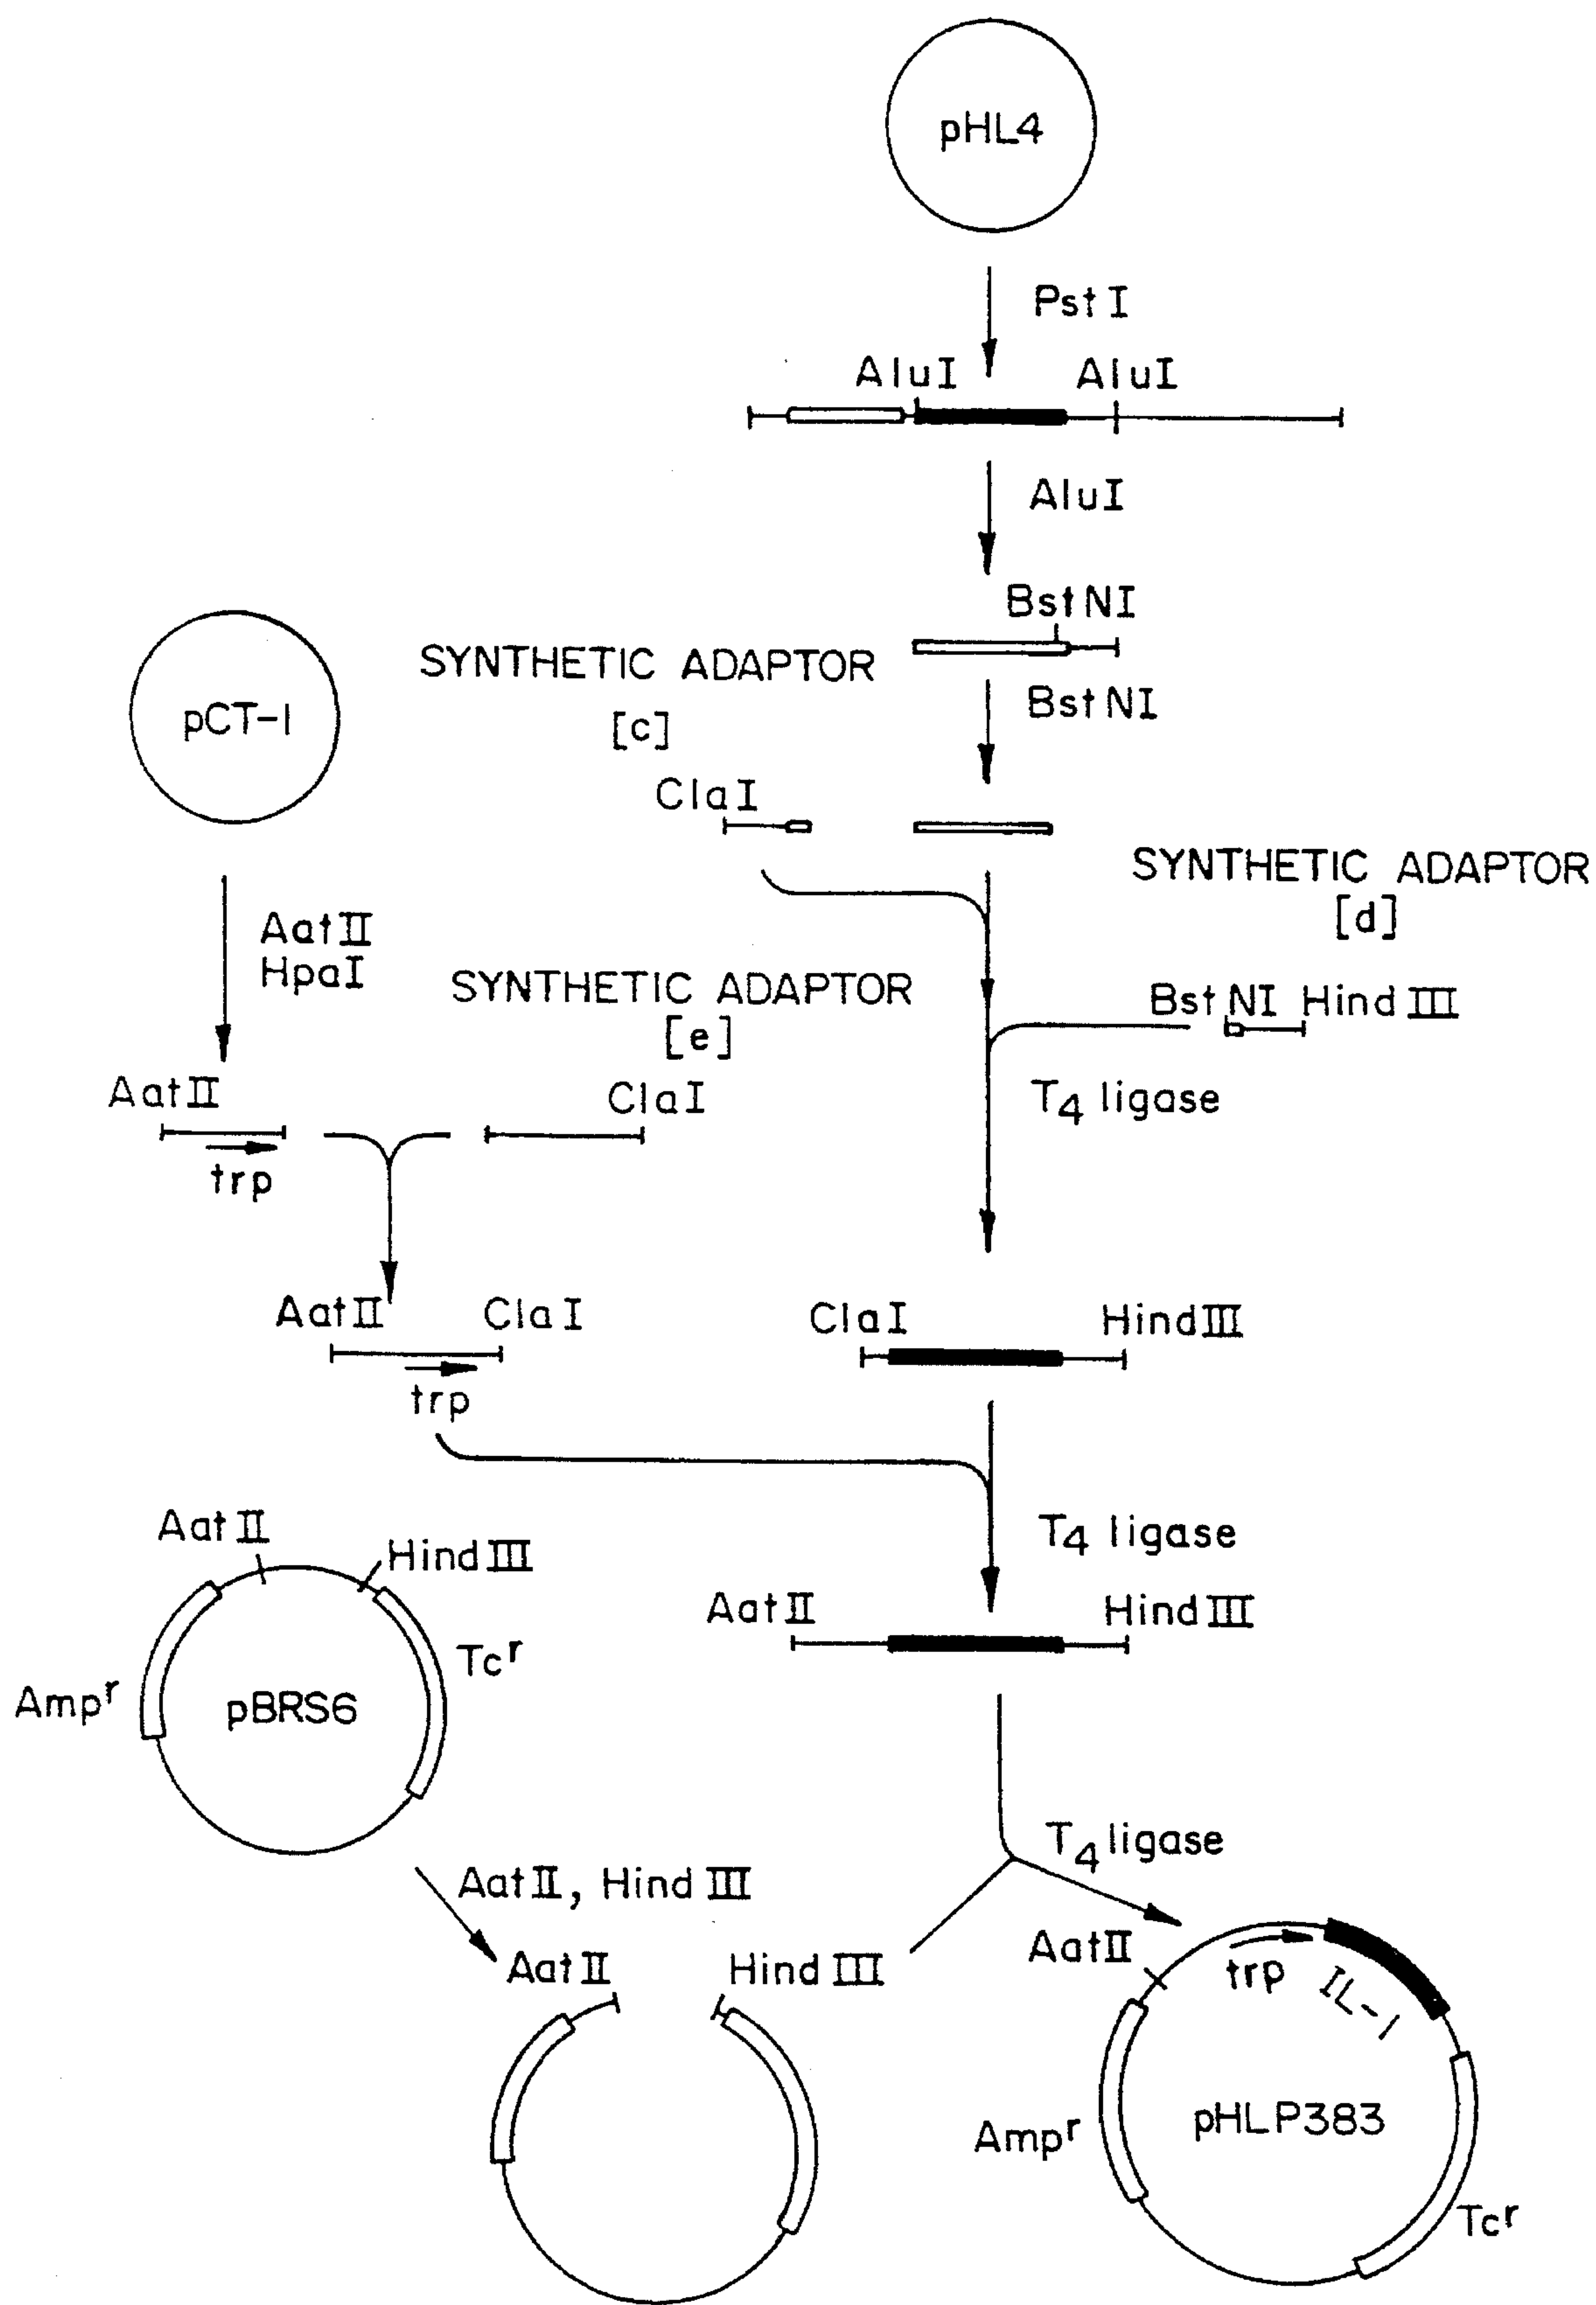 pHL4
Pst I
AluI AluI
AluI
BstNI
SYNTHETIC ADAPTOR
[c]
BstNI
pCT-1
ClaI
SYNTHETIC ADAPTOR
[d]
AatII
HpaI
SYNTHETIC ADAPTOR
[e]
BstNI HindIII
AatII
ClaI
T4 ligase
trp
AatII ClaI
ClaI HindIII
trp
AatII
HindIII
T4 ligase
AatII HindIII
Tcr
Ampr
pBRS6
T4 ligase
AatII, HindIII
AatII HindIII
AatII
trp
IL-1
pHLP383
Ampr
Tcr